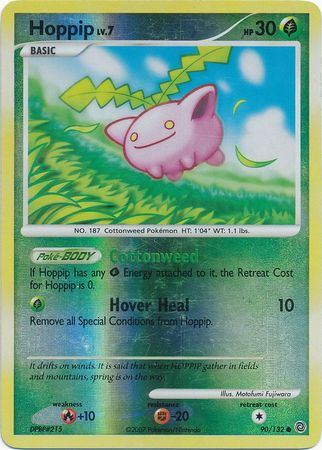 Hoppip LV.7 HP 30
BASIC
NO. 187 Cottonweed Pokémon HT: 1'04" WT: 1.1 lbs.
Poké-BODY Cottonweed
If Hoppip has any Energy attached to it, the Retreat Cost
for Hoppip is 0.
Hover Heal 10
Remove all Special Conditions from Hoppip.
It drifts on winds. It is said that when HOPPIP gather in
fields and mountains, spring is on the way.
Illus. Motofumi Fujiwara
weakness resistance retreat cost
+10 -20
DPBP#215 ©2007 Pokémon/Nintendo 90/132